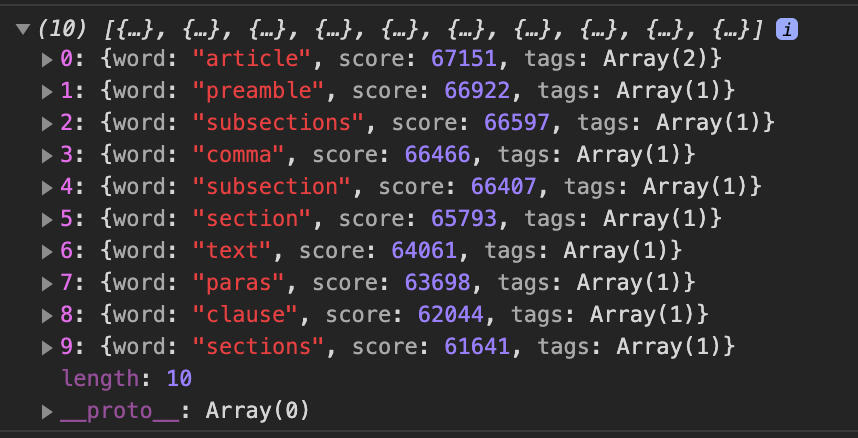 (10) [{…}, {…}, {…}, {…}, {…}, {…}, {…}, {…}, {…}, {…}] i
0: {word: "article", score: 67151, tags: Array(2)}
1: {word: "preamble", score: 66922, tags: Array(1)}
2: {word: "subsections", score: 66597, tags: Array(1)}
3: {word: "comma", score: 66466, tags: Array(1)}
4: {word: "subsection", score: 66407, tags: Array(1)}
5: {word: "section", score: 65793, tags: Array(1)}
6: {word: "text", score: 64061, tags: Array(1)}
7: {word: "paras", score: 63698, tags: Array(1)}
8: {word: "clause", score: 62044, tags: Array(1)}
9: {word: "sections", score: 61641, tags: Array(1)}
length: 10
__proto__: Array(0)